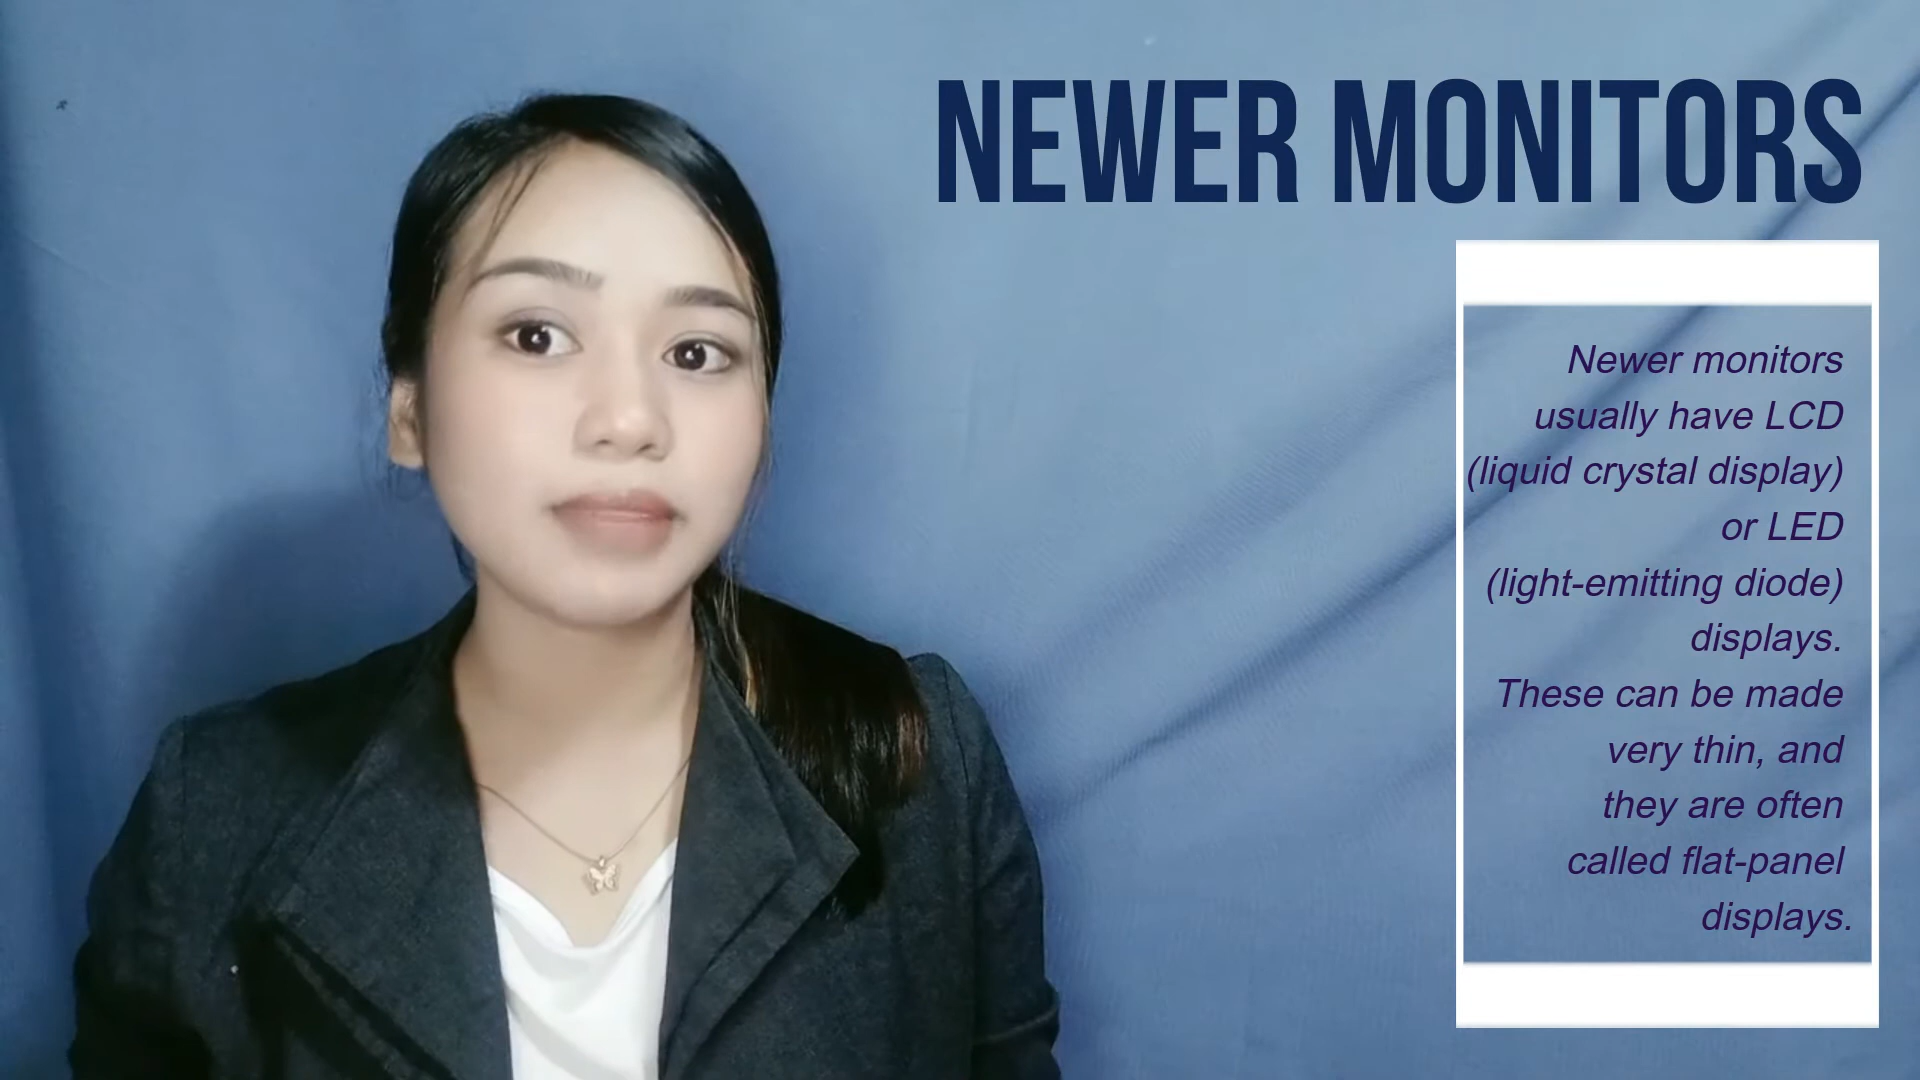 NEWER MONITORS
Newer monitors
usually have LCD
(liquid crystal display)
or LED
(light-emitting diode)
displays.
These can be made
very thin, and
they are often
called flat-panel
displays.